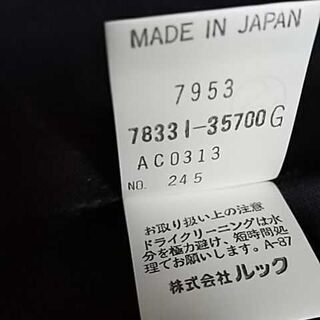 MADE IN JAPAN
7953
78331-35700G
AC0313
NO. 245
お取り扱い上の注意
ドライクリーニングは水
分を極力避け、短時間処
理でお願いします。A-87
株式会社ルック